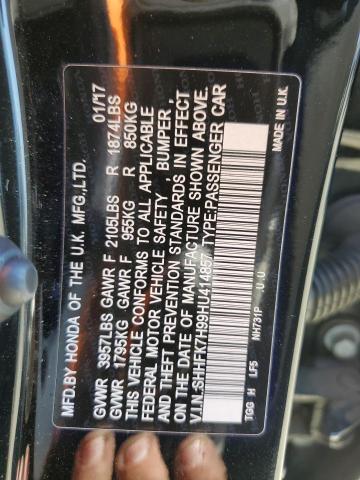 MFD.BY HONDA OF THE U.K. MFG.,LTD. 01/17
GVWR 3957LBS GAWR F 2105LBS R 1874LBS
GVWR 1795KG GAWR F 955KG R 850KG
THIS VEHICLE CONFORMS TO ALL APPLICABLE
FEDERAL MOTOR VEHICLE SAFETY, BUMPER,
AND THEFT PREVENTION STANDARDS IN EFFECT
ON THE DATE OF MANUFACTURE SHOWN ABOVE.
V.I.N.-SHHFK7H99HU414857 TYPE:PASSENGER CAR
NH731P U U MADE IN U.K
TGG H LF5